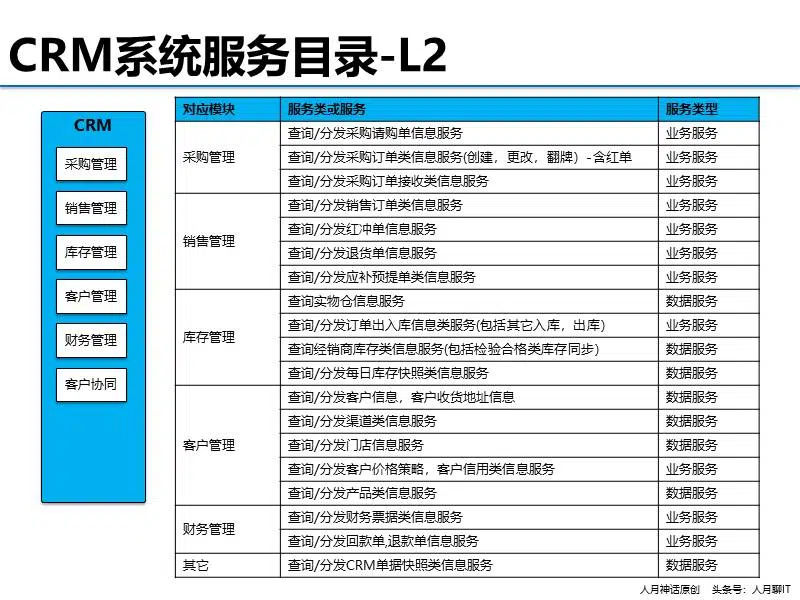 CRM系统服务目录-L2
CRM
采购管理
销售管理
库存管理
客户管理
财务管理
客户协同
对应模块 服务类或服务 服务类型
采购管理
查询/分发采购请购单信息服务 业务服务
查询/分发采购订单类信息服务(创建，更改，翻牌）-含红单 业务服务
查询/分发采购订单接收类信息服务 业务服务
销售管理
查询/分发销售订单类信息服务 业务服务
查询/分发红冲单信息服务 业务服务
查询/分发退货单信息服务 业务服务
查询/分发应补预提单类信息服务 业务服务
库存管理
查询实物仓信息服务 数据服务
查询/分发订单出入库信息类服务(包括其它入库，出库） 业务服务
查询经销商库存类信息服务(包括检验合格类库存同步） 数据服务
查询/分发每日库存快照类信息服务 数据服务
客户管理
查询/分发客户信息，客户收货地址信息 数据服务
查询/分发渠道类信息服务 数据服务
查询/分发门店信息服务 数据服务
查询/分发客户价格策略，客户信用类信息服务 业务服务
查询/分发产品类信息服务 数据服务
财务管理
查询/分发财务票据类信息服务 业务服务
查询/分发回款单,退款单信息服务 业务服务
其它 查询/分发CRM单据快照类信息服务 数据服务
人月神话原创 头条号：人月聊IT